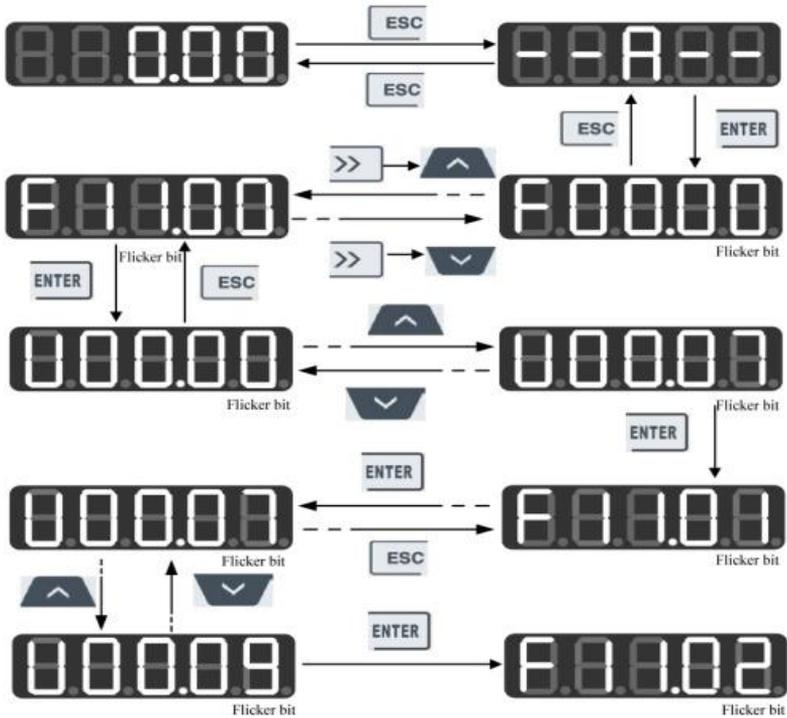 ESC
0.00
--A--
ESC
ESC
ENTER
>>
F11.00
F00.00
Flicker bit
Flicker bit
>>
ENTER
ESC
U00.00
U00.07
Flicker bit
Flicker bit
ENTER
ENTER
U00.07
F11.01
Flicker bit
Flicker bit
ESC
ENTER
U00.09
F11.02
Flicker bit
Flicker bit